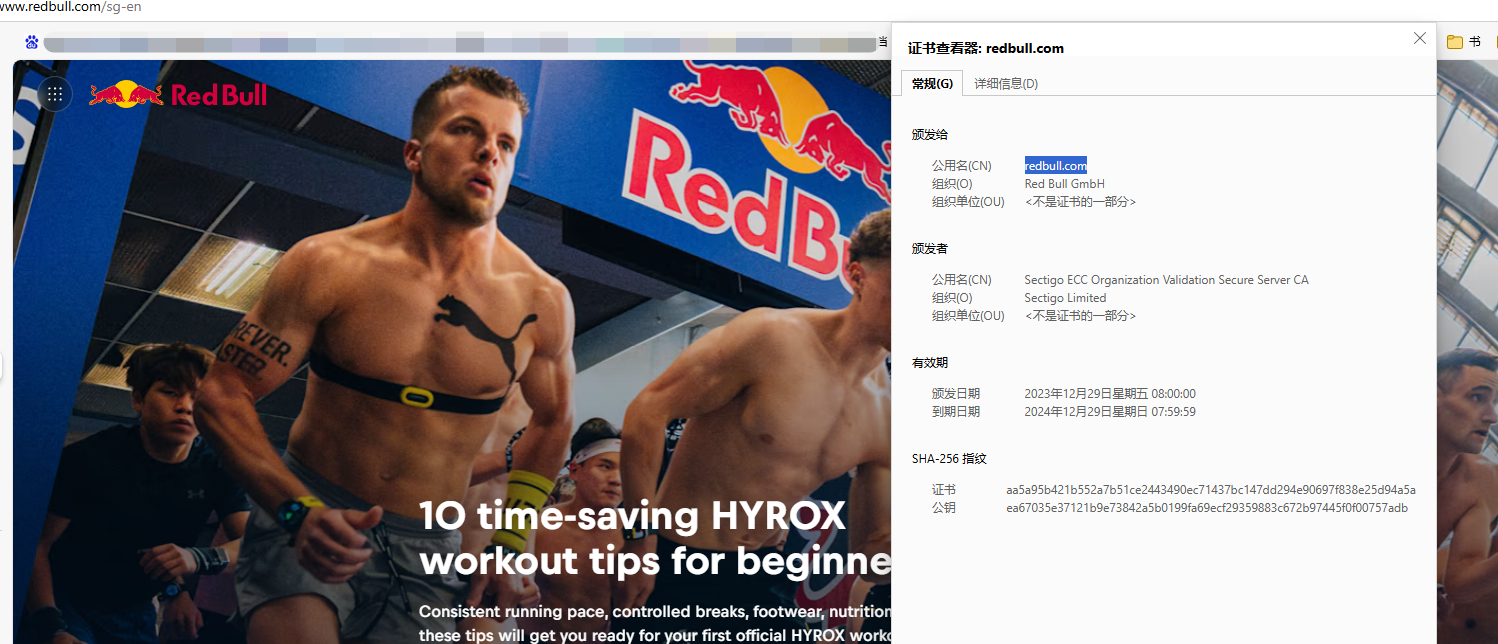 www.redbull.com/sg-en
当
书
Red Bull
Red Bu
REVER.
STER
10 time-saving HYROX
workout tips for beginne
Consistent running pace, controlled breaks, footwear, nutrition
these tips will get you ready for your first official HYROX worko
证书查看器: redbull.com
常规(G)
详细信息(D)
颁发给
公用名(CN) redbull.com
组织(O) Red Bull GmbH
组织单位(OU) <不是证书的一部分>
颁发者
公用名(CN) Sectigo ECC Organization Validation Secure Server CA
组织(O) Sectigo Limited
组织单位(OU) <不是证书的一部分>
有效期
颁发日期 2023年12月29日星期五 08:00:00
到期日期 2024年12月29日星期日 07:59:59
SHA-256 指纹
证书 aa5a95b421b552a7b51ce2443490ec71437bc147dd294e90697f838e25d94a5a
公钥 ea67035e37121b9e73842a5b0199fa69ecf29359883c672b97445f0f00757adb